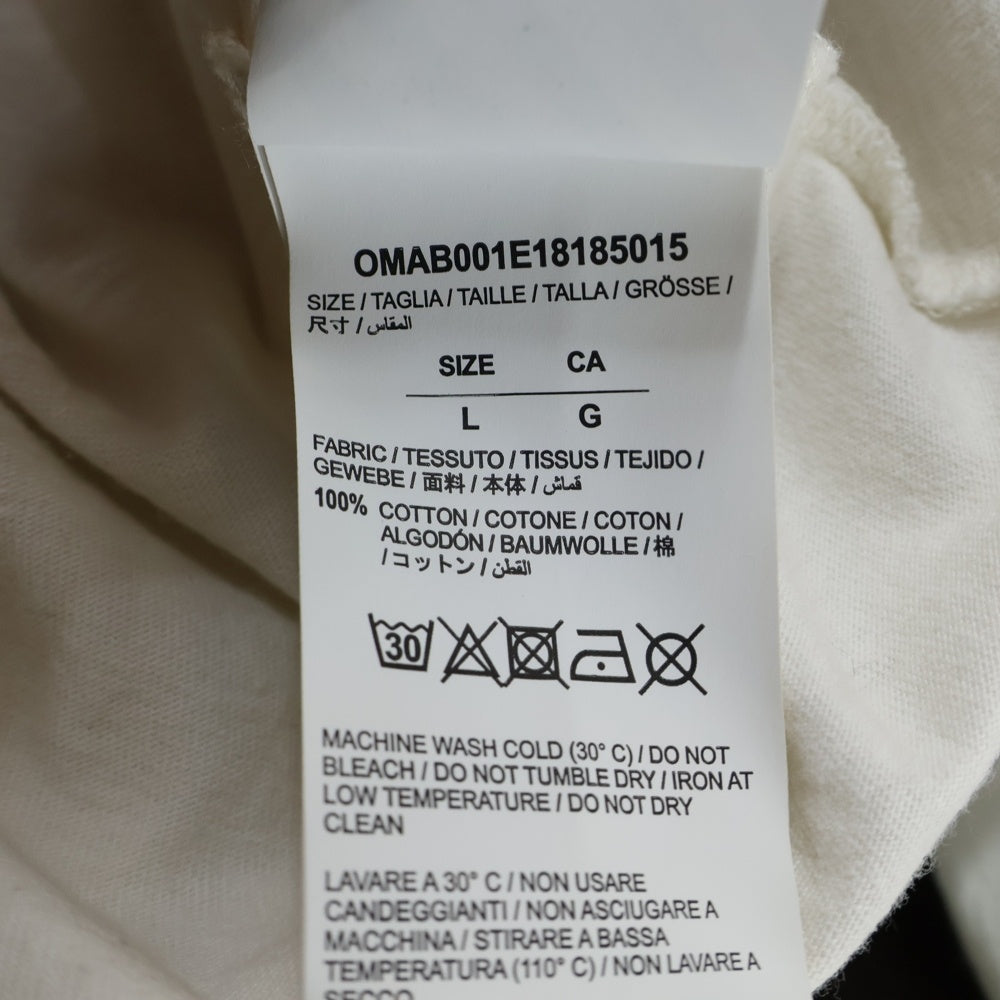 OMAB001E18185015
SIZE / TAGLIA / TAILLE / TALLA / GRÖSSE /
尺寸 / المقاس
SIZE CA
L G
FABRIC / TESSUTO / TISSUS / TEJIDO /
GEWEBE / 面料 / 本体 / قماش
100% COTTON / COTONE / COTON /
ALGODÓN / BAUMWOLLE / 棉
/ コットン / القطن
30
MACHINE WASH COLD (30° C) / DO NOT
BLEACH / DO NOT TUMBLE DRY / IRON AT
LOW TEMPERATURE / DO NOT DRY
CLEAN
LAVARE A 30° C / NON USARE
CANDEGGIANTI / NON ASCIUGARE A
MACCHINA / STIRARE A BASSA
TEMPERATURA (110° C) / NON LAVARE A
SECCO